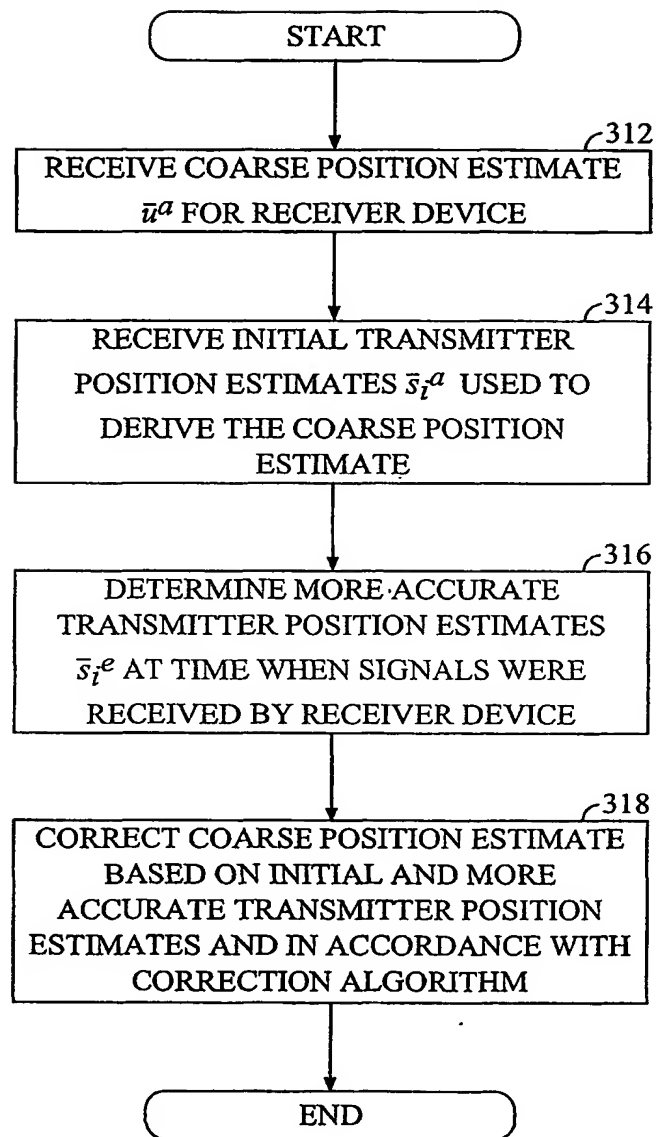 START
312
RECEIVE COARSE POSITION ESTIMATE
ūᵃ FOR RECEIVER DEVICE
314
RECEIVE INITIAL TRANSMITTER
POSITION ESTIMATES s̄ᵢᵃ USED TO
DERIVE THE COARSE POSITION
ESTIMATE
316
DETERMINE MORE ACCURATE
TRANSMITTER POSITION ESTIMATES
s̄ᵢᵉ AT TIME WHEN SIGNALS WERE
RECEIVED BY RECEIVER DEVICE
318
CORRECT COARSE POSITION ESTIMATE
BASED ON INITIAL AND MORE
ACCURATE TRANSMITTER POSITION
ESTIMATES AND IN ACCORDANCE WITH
CORRECTION ALGORITHM
END